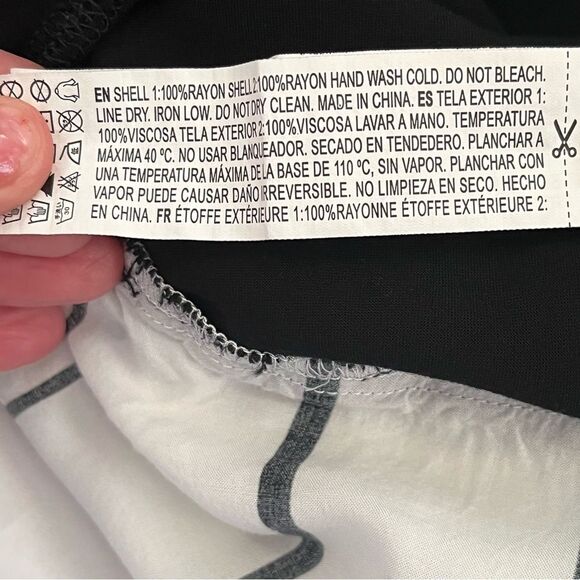 EN SHELL 1:100%RAYON SHELL 2:100%RAYON HAND WASH COLD. DO NOT BLEACH.
LINE DRY. IRON LOW. DO NOT DRY CLEAN. MADE IN CHINA. ES TELA EXTERIOR 1:
100%VISCOSA TELA EXTERIOR 2:100%VISCOSA LAVAR A MANO. TEMPERATURA
MÁXIMA 40 ºC. NO USAR BLANQUEADOR. SECADO EN TENDEDERO. PLANCHAR A
UNA TEMPERATURA MÁXIMA DE LA BASE DE 110 ºC, SIN VAPOR. PLANCHAR CON
VAPOR PUEDE CAUSAR DAÑO IRREVERSIBLE. NO LIMPIEZA EN SECO. HECHO
EN CHINA. FR ÉTOFFE EXTÉRIEURE 1:100%RAYONNE ÉTOFFE EXTÉRIEURE 2: